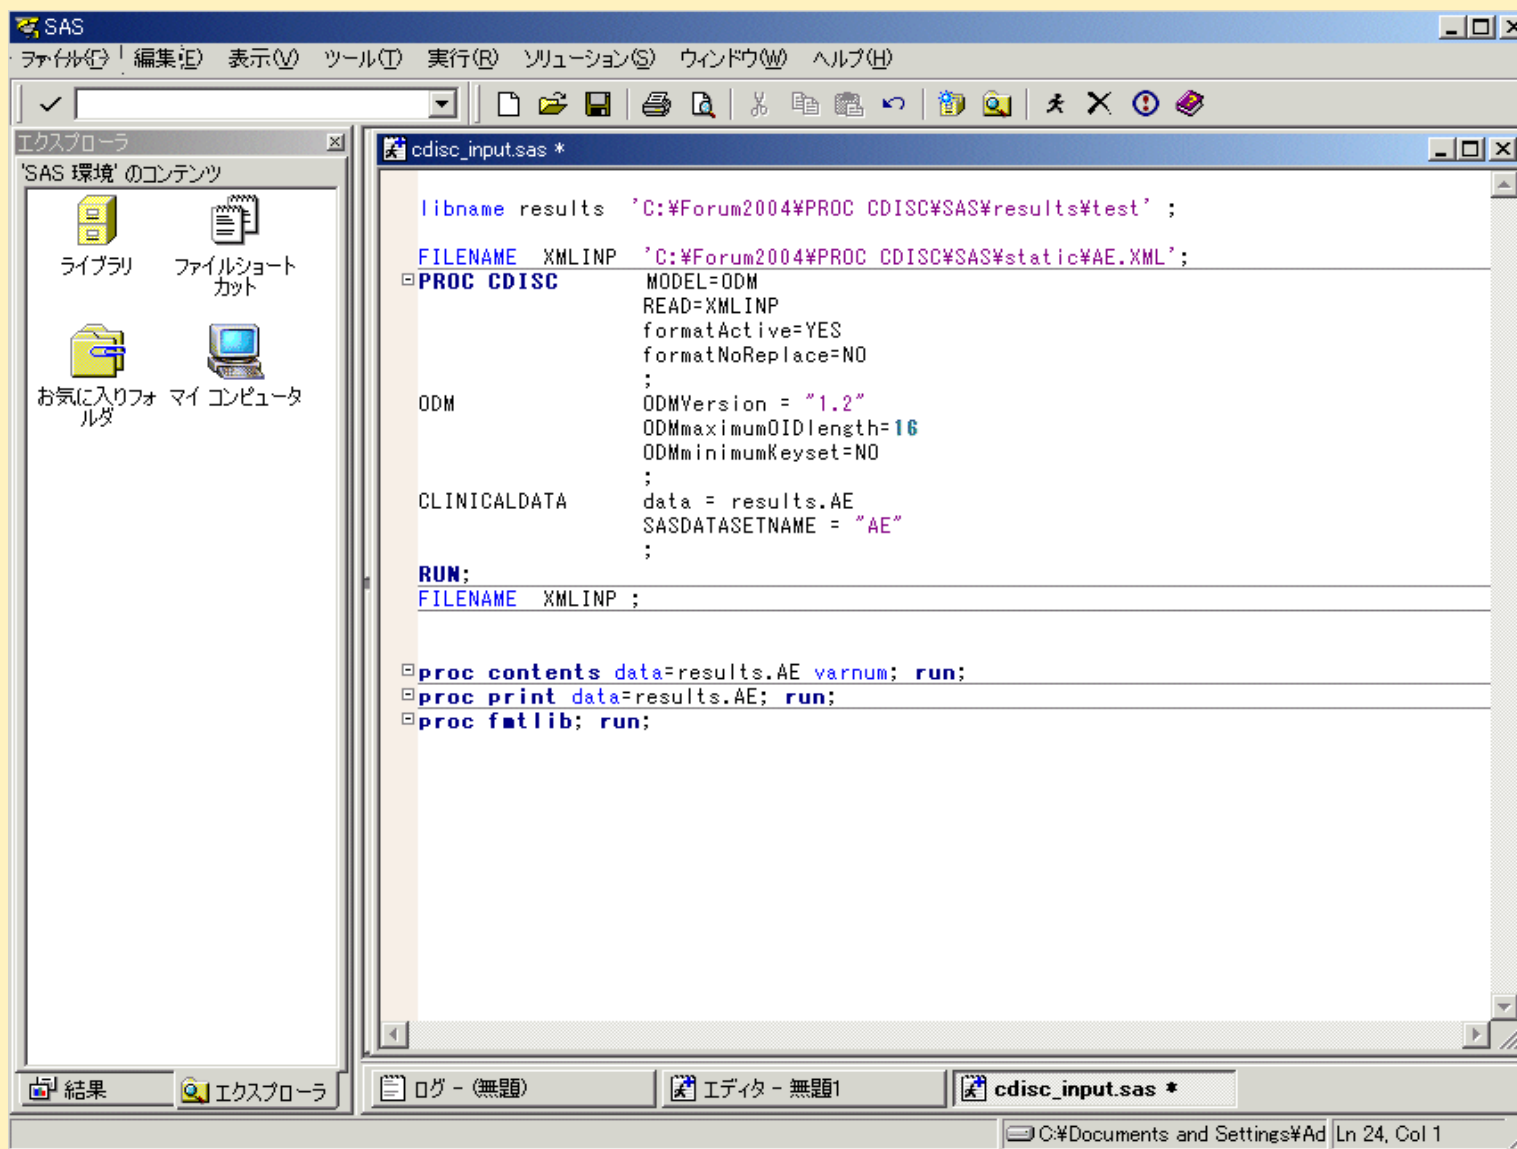 SAS
ファイル(F) 編集(E) 表示(V) ツール(T) 実行(R) ソリューション(S) ウィンドウ(W) ヘルプ(H)
エクスプローラ
'SAS 環境' のコンテンツ
ライブラリ
ファイルショート
カット
お気に入りフォ
ルダ
マイ コンピュータ
cdisc_input.sas *
libname results 'C:¥Forum2004¥PROC CDISC¥SAS¥results¥test' ;
FILENAME XMLINP 'C:¥Forum2004¥PROC CDISC¥SAS¥static¥AE.XML';
PROC CDISC MODEL=ODM
READ=XMLINP
formatActive=YES
formatNoReplace=NO
;
ODM ODMVersion = "1.2"
ODMmaximumOIDlength=16
ODMminimumKeyset=NO
;
CLINICALDATA data = results.AE
SASDATASETNAME = "AE"
;
RUN;
FILENAME XMLINP ;
proc contents data=results.AE varnum; run;
proc print data=results.AE; run;
proc fmtlib; run;
結果
エクスプローラ
ログ - (無題)
エディタ - 無題1
cdisc_input.sas *
C:¥Documents and Settings¥Ad
Ln 24, Col 1